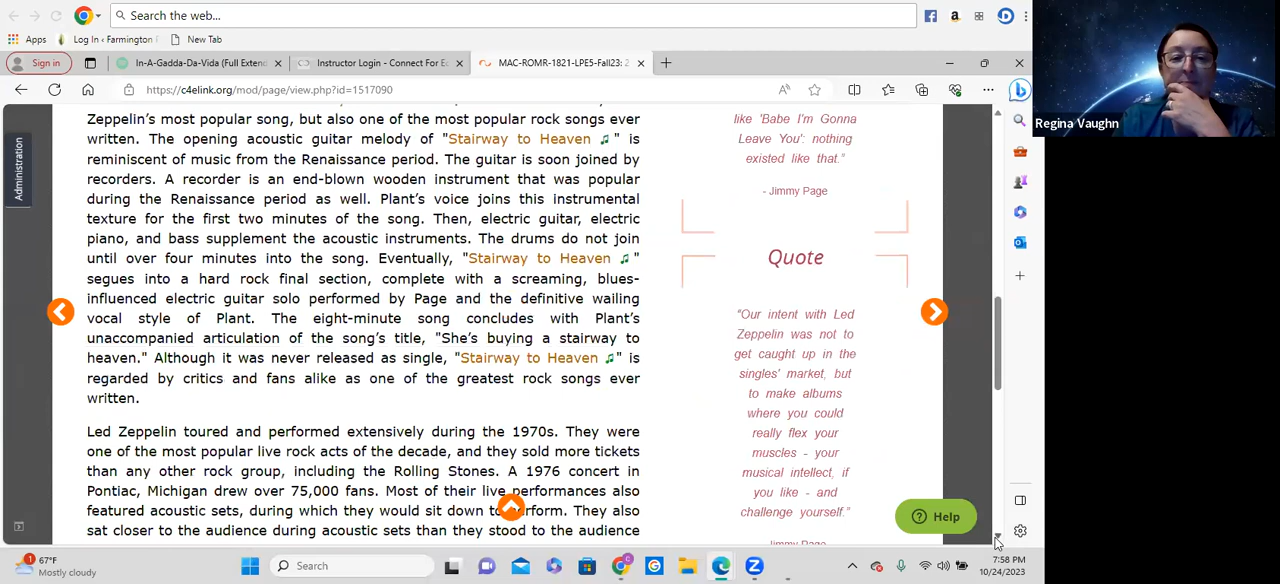 Search the web...
Apps
Log In ‹ Farmington
New Tab
Sign in
In-A-Gadda-Da-Vida (Full Extend
Instructor Login - Connect For Ed
MAC-ROMR-1821-LPE5-Fall23: 2
https://c4elink.org/mod/page/view.php?id=1517090
Regina Vaughn
Administration
Zeppelin's most popular song, but also one of the most popular rock songs ever
written. The opening acoustic guitar melody of "Stairway to Heaven" is
reminiscent of music from the Renaissance period. The guitar is soon joined by
recorders. A recorder is an end-blown wooden instrument that was popular
during the Renaissance period as well. Plant's voice joins this instrumental
texture for the first two minutes of the song. Then, electric guitar, electric
piano, and bass supplement the acoustic instruments. The drums do not join
until over four minutes into the song. Eventually, "Stairway to Heaven"
segues into a hard rock final section, complete with a screaming, blues-
influenced electric guitar solo performed by Page and the definitive wailing
vocal style of Plant. The eight-minute song concludes with Plant's
unaccompanied articulation of the song's title, "She's buying a stairway to
heaven." Although it was never released as single, "Stairway to Heaven" is
regarded by critics and fans alike as one of the greatest rock songs ever
written.
Led Zeppelin toured and performed extensively during the 1970s. They were
one of the most popular live rock acts of the decade, and they sold more tickets
than any other rock group, including the Rolling Stones. A 1976 concert in
Pontiac, Michigan drew over 75,000 fans. Most of their live performances also
featured acoustic sets, during which they would sit down to perform. They also
sat closer to the audience during acoustic sets than they stood to the audience
like 'Babe I'm Gonna
Leave You': nothing
existed like that."
- Jimmy Page
Quote
"Our intent with Led
Zeppelin was not to
get caught up in the
singles' market, but
to make albums
where you could
really flex your
muscles - your
musical intellect, if
you like - and
challenge yourself."
Jimmy Page
Help
67°F
Mostly cloudy
Search
7:58 PM
10/24/2023